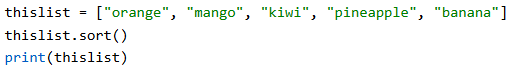 thislist = ["orange", "mango", "kiwi", "pineapple", "banana"]
thislist.sort()
print(thislist)